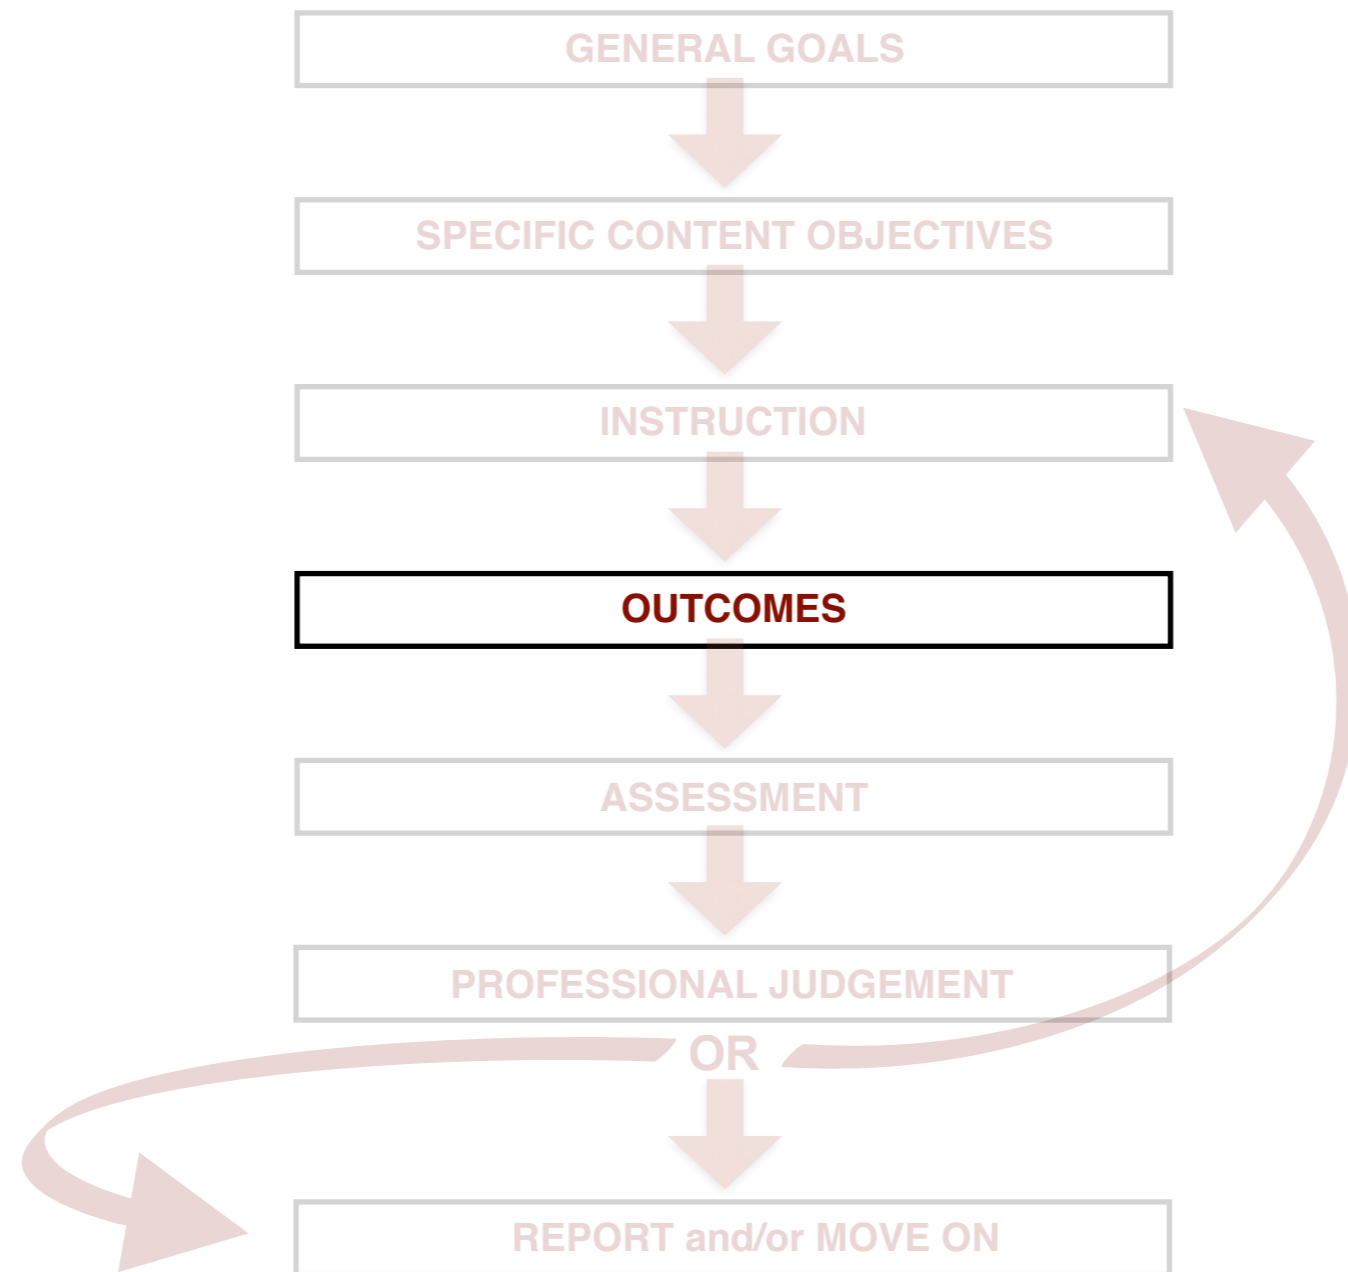 GENERAL GOALS
SPECIFIC CONTENT OBJECTIVES
INSTRUCTION
OUTCOMES
ASSESSMENT
PROFESSIONAL JUDGEMENT
OR
REPORT and/or MOVE ON